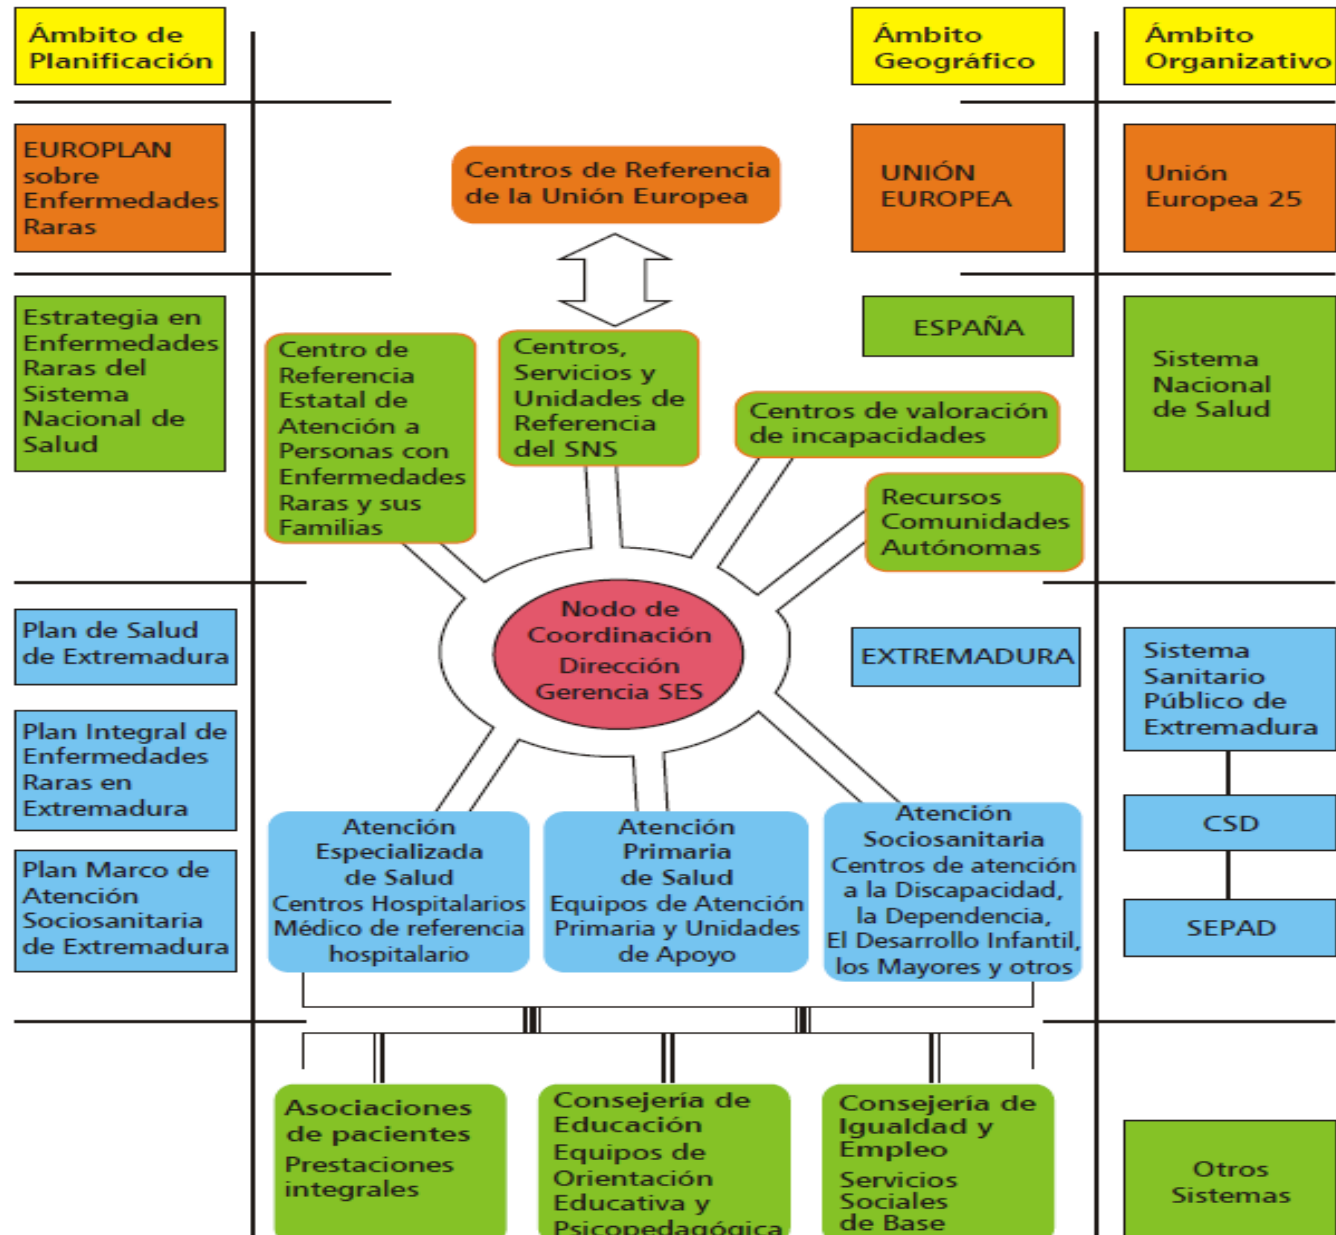 Ámbito de
Planificación
Ámbito
Geográfico
Ámbito
Organizativo
EUROPLAN
sobre
Enfermedades
Raras
Centros de Referencia
de la Unión Europea
UNIÓN
EUROPEA
Unión
Europea 25
Estrategia en
Enfermedades
Raras del
Sistema
Nacional de
Salud
Centro de
Referencia
Estatal de
Atención a
Personas con
Enfermedades
Raras y sus
Familias
Centros,
Servicios y
Unidades de
Referencia
del SNS
Centros de valoración
de incapacidades
Recursos
Comunidades
Autónomas
ESPAÑA
Sistema
Nacional
de Salud
Plan de Salud
de Extremadura
Plan Integral de
Enfermedades
Raras en
Extremadura
Plan Marco de
Atención
Sociosanitaria
de Extremadura
Nodo de
Coordinación
Dirección
Gerencia SES
EXTREMADURA
Sistema
Sanitario
Público de
Extremadura
CSD
SEPAD
Atención
Especializada
de Salud
Centros Hospitalarios
Médico de referencia
hospitalario
Atención
Primaria
de Salud
Equipos de Atención
Primaria y Unidades
de Apoyo
Atención
Sociosanitaria
Centros de atención
a la Discapacidad,
la Dependencia,
El Desarrollo Infantil,
los Mayores y otros
Asociaciones
de pacientes
Prestaciones
integrales
Consejería de
Educación
Equipos de
Orientación
Educativa y
Psicopedagógica
Consejería de
Igualdad y
Empleo
Servicios
Sociales
de Base
Otros
Sistemas